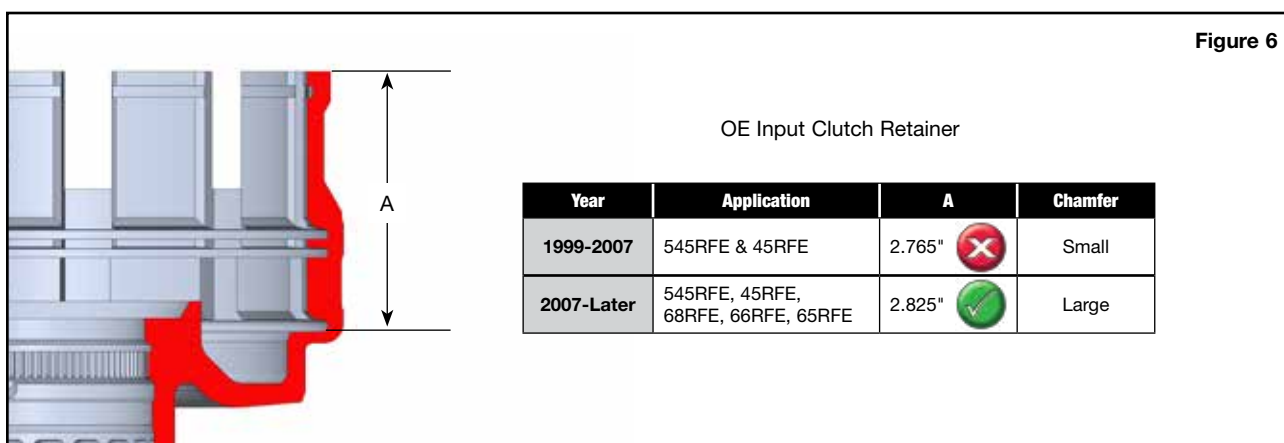 Figure 6
A
OE Input Clutch Retainer
Year Application A Chamfer
1999-2007 545RFE & 45RFE 2.765" Small
2007-Later 545RFE, 45RFE,
68RFE, 66RFE, 65RFE 2.825" Large